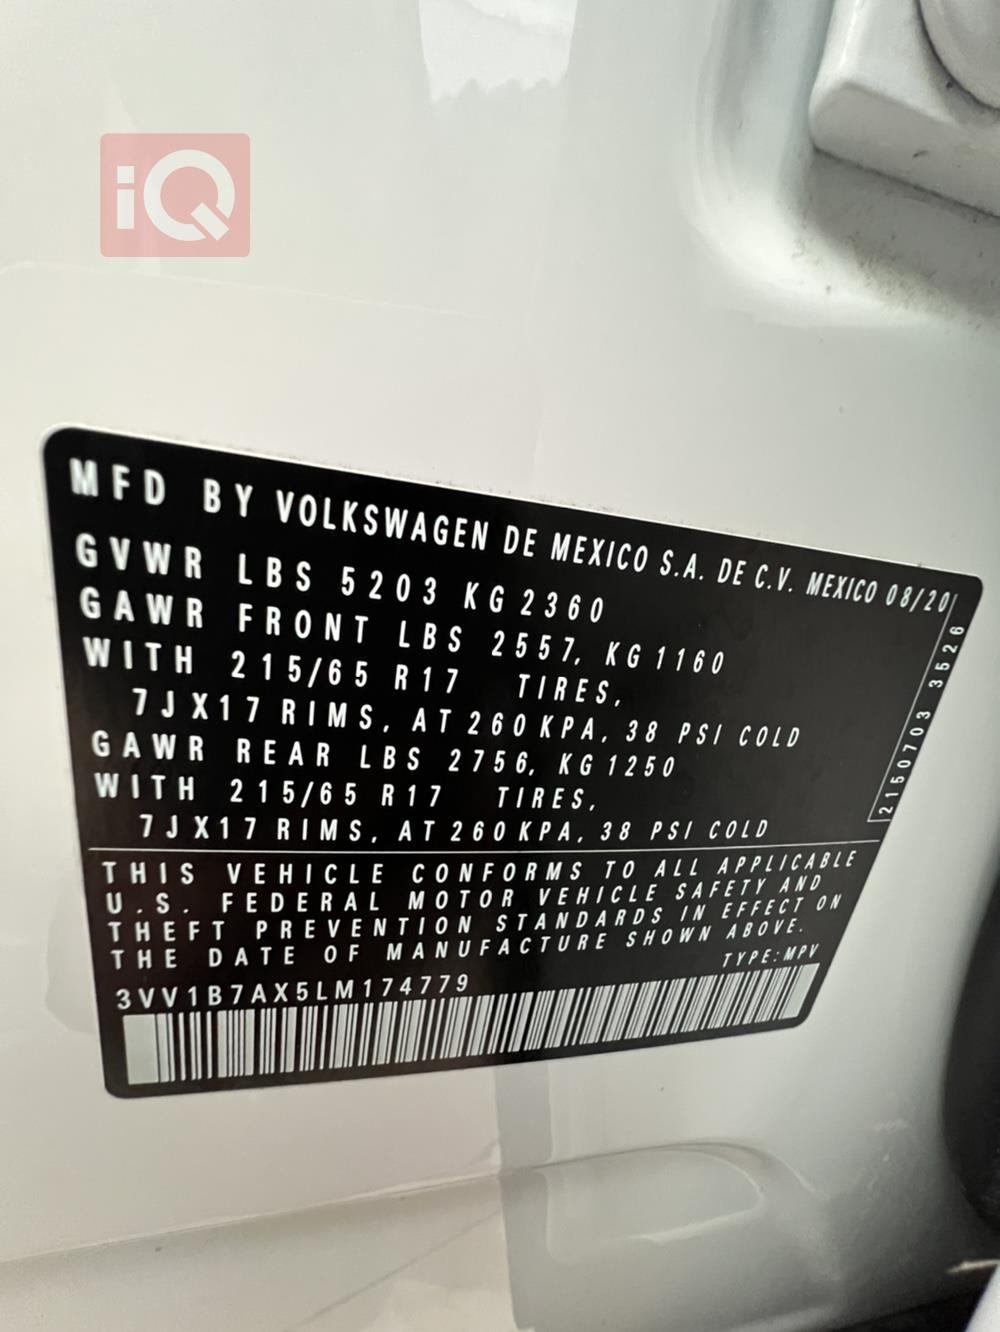 iQ
MFD BY VOLKSWAGEN DE MEXICO S.A. DE C.V. MEXICO 08/20
GVWR LBS 5203 KG 2360
GAWR FRONT LBS 2557, KG 1160
WITH 215/65 R17 TIRES,
7JX17 RIMS, AT 260 KPA, 38 PSI COLD
GAWR REAR LBS 2756, KG 1250
WITH 215/65 R17 TIRES,
7JX17 RIMS, AT 260 KPA, 38 PSI COLD
2150703 3526
THIS VEHICLE CONFORMS TO ALL APPLICABLE
U.S. FEDERAL MOTOR VEHICLE SAFETY AND
THEFT PREVENTION STANDARDS IN EFFECT ON
THE DATE OF MANUFACTURE SHOWN ABOVE.
TYPE:MPV
3VV1B7AX5LM174779